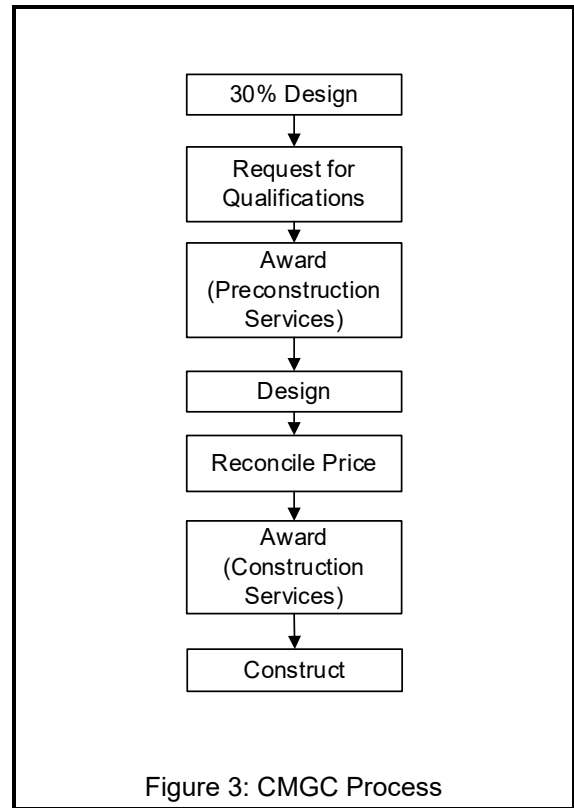 30% Design
Request for
Qualifications
Award
(Preconstruction
Services)
Design
Reconcile Price
Award
(Construction
Services)
Construct
Figure 3: CMGC Process